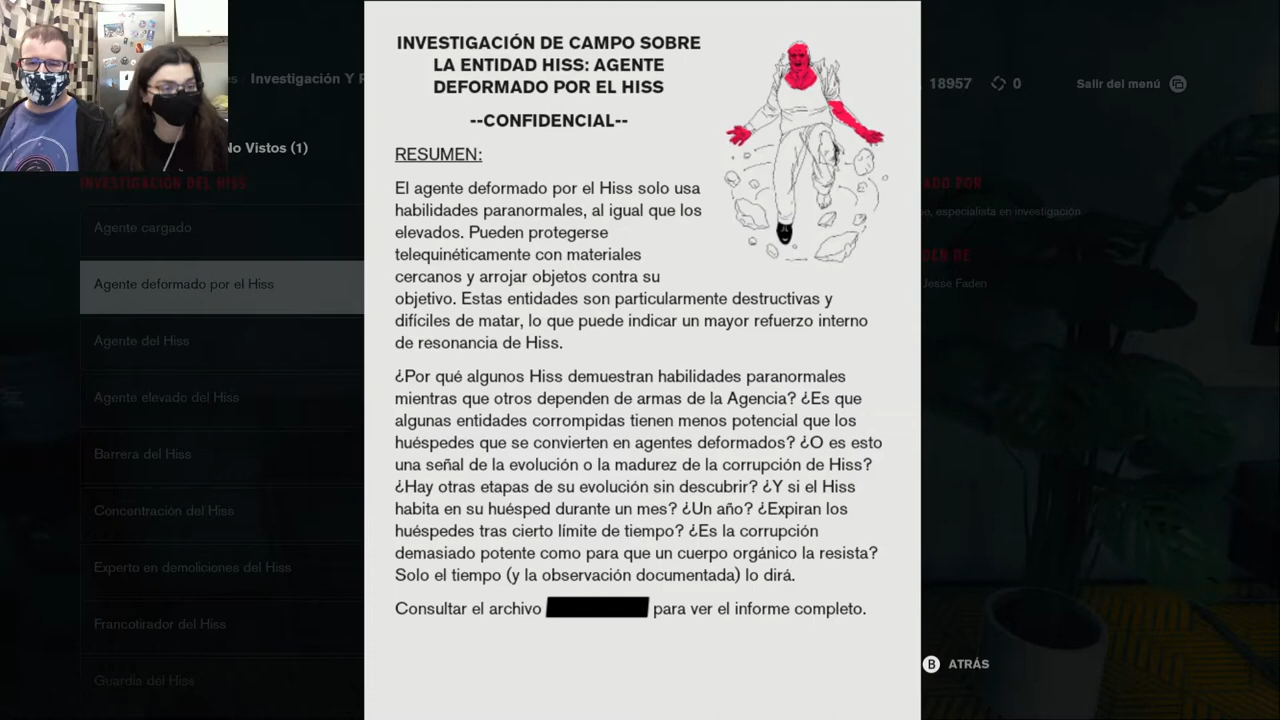 Investigación Y
18957
0
Salir del menú
No Vistos (1)
INVESTIGACIÓN DEL HISS
Agente cargado
Agente deformado por el Hiss
Agente del Hiss
Agente elevado del Hiss
Barrera del Hiss
Concentración del Hiss
Experto en demoliciones del Hiss
Francotirador del Hiss
Guardia del Hiss
INVESTIGACIÓN DE CAMPO SOBRE
LA ENTIDAD HISS: AGENTE
DEFORMADO POR EL HISS
--CONFIDENCIAL--
RESUMEN:
El agente deformado por el Hiss solo usa
habilidades paranormales, al igual que los
elevados. Pueden protegerse
telequinéticamente con materiales
cercanos y arrojar objetos contra su
objetivo. Estas entidades son particularmente destructivas y
difíciles de matar, lo que puede indicar un mayor refuerzo interno
de resonancia de Hiss.
¿Por qué algunos Hiss demuestran habilidades paranormales
mientras que otros dependen de armas de la Agencia? ¿Es que
algunas entidades corrompidas tienen menos potencial que los
huéspedes que se convierten en agentes deformados? ¿O es esto
una señal de la evolución o la madurez de la corrupción de Hiss?
¿Hay otras etapas de su evolución sin descubrir? ¿Y si el Hiss
habita en su huésped durante un mes? ¿Un año? ¿Expiran los
huéspedes tras cierto límite de tiempo? ¿Es la corrupción
demasiado potente como para que un cuerpo orgánico la resista?
Solo el tiempo (y la observación documentada) lo dirá.
Consultar el archivo para ver el informe completo.
ADO POR
e, especialista en investigación
EN DE
Jesse Faden
B ATRÁS